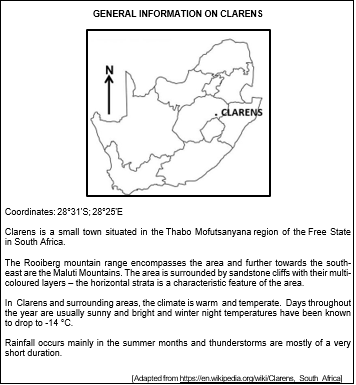 GENERAL INFORMATION ON CLARENS
N
CLARENS
Coordinates: 28°31'S; 28°25'E
Clarens is a small town situated in the Thabo Mofutsanyana region of the Free State
in South Africa.
The Rooiberg mountain range encompasses the area and further towards the south-
east are the Maluti Mountains. The area is surrounded by sandstone cliffs with their multi-
coloured layers – the horizontal strata is a characteristic feature of the area.
In Clarens and surrounding areas, the climate is warm and temperate. Days throughout
the year are usually sunny and bright and winter night temperatures have been known
to drop to -14 °C.
Rainfall occurs mainly in the summer months and thunderstorms are mostly of a very
short duration.
[Adapted from https://en.wikipedia.org/wiki/Clarens,_South_Africa]